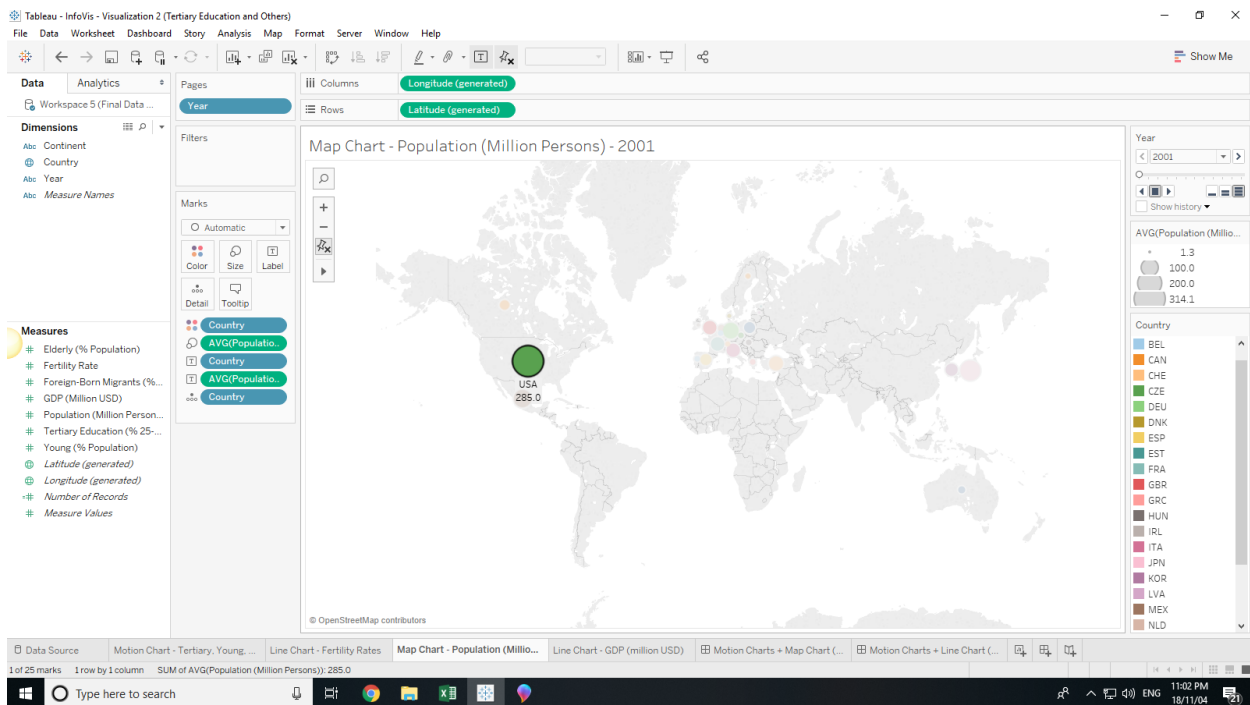 Tableau - InfoVis - Visualization 2 (Tertiary Education and Others)
File Data Worksheet Dashboard Story Analysis Map Format Server Window Help
Show Me
Data Analytics
Workspace 5 (Final Data ...
Dimensions
Abc Continent
Country
Abc Year
Abc Measure Names
Measures
# Elderly (% Population)
# Fertility Rate
# Foreign-Born Migrants (%...
# GDP (Million USD)
# Population (Million Person...
# Tertiary Education (% 25-...
# Young (% Population)
Latitude (generated)
Longitude (generated)
# Number of Records
# Measure Values
Pages
Year
Filters
Marks
Automatic
Color Size Label
Detail Tooltip
Country
AVG(Populatio..
Country
AVG(Populatio..
Country
Columns Longitude (generated)
Rows Latitude (generated)
Map Chart - Population (Million Persons) - 2001
USA
285.0
© OpenStreetMap contributors
Year
2001
Show history
AVG(Population (Millio...
1.3
100.0
200.0
314.1
Country
BEL
CAN
CHE
CZE
DEU
DNK
ESP
EST
FRA
GBR
GRC
HUN
IRL
ITA
JPN
KOR
LVA
MEX
NLD
Data Source Motion Chart - Tertiary, Young, ... Line Chart - Fertility Rates Map Chart - Population (Millio... Line Chart - GDP (million USD) Motion Charts + Map Chart (... Motion Charts + Line Chart (...
1 of 25 marks 1 row by 1 column SUM of AVG(Population (Million Persons)): 285.0
Type here to search
ENG
11:02 PM
18/11/04
21